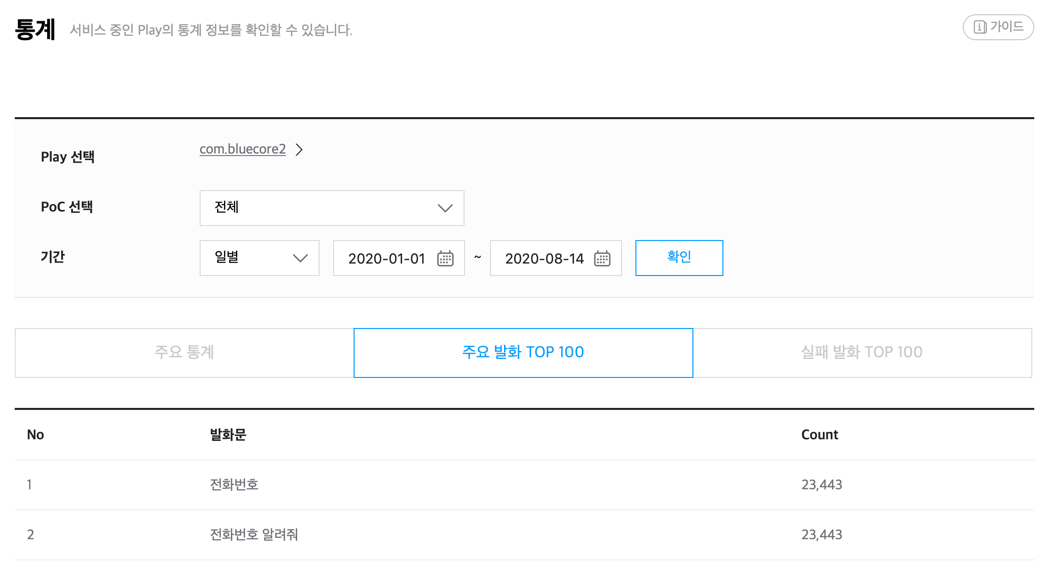 통계 서비스 중인 Play의 통계 정보를 확인할 수 있습니다. 가이드
Play 선택 com.bluecore2
PoC 선택 전체
기간 일별 2020-01-01 ~ 2020-08-14 확인
주요 통계 주요 발화 TOP 100 실패 발화 TOP 100
No 발화문 Count
1 전화번호 23,443
2 전화번호 알려줘 23,443